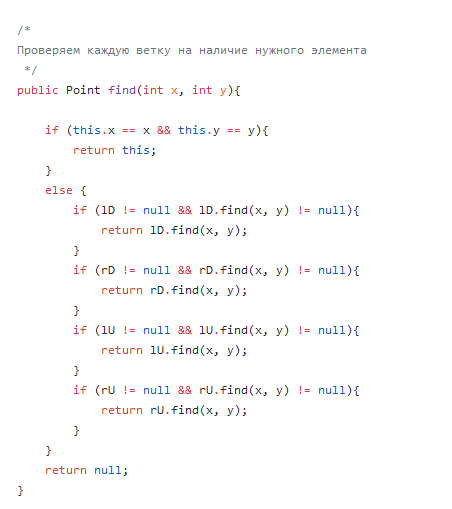 /*
Проверяем каждую ветку на наличие нужного элемента
 */
public Point find(int x, int y){

    if (this.x == x && this.y == y){
        return this;
    }
    else {
        if (lD != null && lD.find(x, y) != null){
            return lD.find(x, y);
        }
        if (rD != null && rD.find(x, y) != null){
            return rD.find(x, y);
        }
        if (lU != null && lU.find(x, y) != null){
            return lU.find(x, y);
        }
        if (rU != null && rU.find(x, y) != null){
            return rU.find(x, y);
        }
    }
    return null;
}